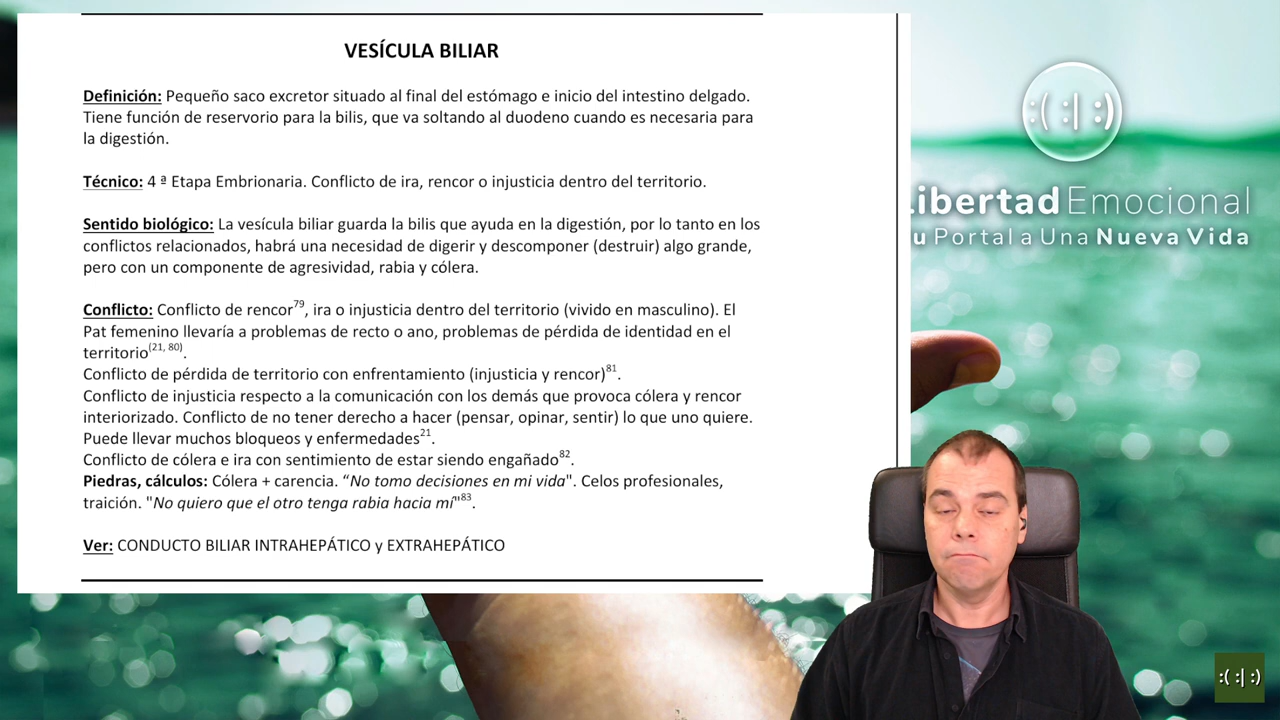 VESÍCULA BILIAR
Definición: Pequeño saco excretor situado al final del estómago e inicio del intestino delgado.
Tiene función de reservorio para la bilis, que va soltando al duodeno cuando es necesaria para
la digestión.
Técnico: 4 ª Etapa Embrionaria. Conflicto de ira, rencor o injusticia dentro del territorio.
Sentido biológico: La vesícula biliar guarda la bilis que ayuda en la digestión, por lo tanto en los
conflictos relacionados, habrá una necesidad de digerir y descomponer (destruir) algo grande,
pero con un componente de agresividad, rabia y cólera.
Conflicto: Conflicto de rencor79, ira o injusticia dentro del territorio (vivido en masculino). El
Pat femenino llevaría a problemas de recto o ano, problemas de pérdida de identidad en el
territorio(21, 80).
Conflicto de pérdida de territorio con enfrentamiento (injusticia y rencor)81.
Conflicto de injusticia respecto a la comunicación con los demás que provoca cólera y rencor
interiorizado. Conflicto de no tener derecho a hacer (pensar, opinar, sentir) lo que uno quiere.
Puede llevar muchos bloqueos y enfermedades21.
Conflicto de cólera e ira con sentimiento de estar siendo engañado82.
Piedras, cálculos: Cólera + carencia. “No tomo decisiones en mi vida". Celos profesionales,
traición. "No quiero que el otro tenga rabia hacia mí"83.
Ver: CONDUCTO BILIAR INTRAHEPÁTICO y EXTRAHEPÁTICO
:( :| :)
ibertad Emocional
u Portal a Una Nueva Vida
:( :| :)